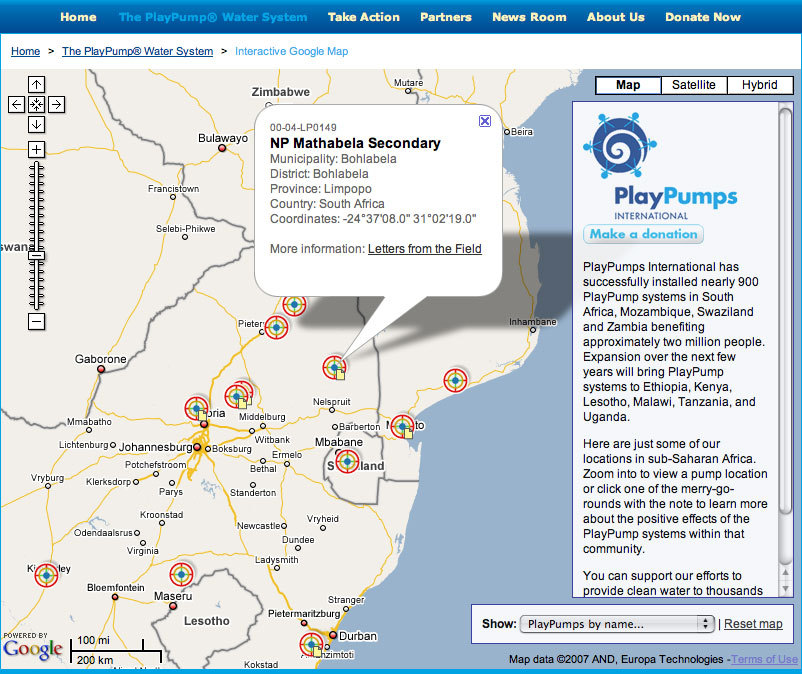 Home The PlayPump® Water System Take Action Partners News Room About Us Donate Now
Home > The PlayPump® Water System > Interactive Google Map
Map Satellite Hybrid
Zimbabwe
Mutare
Bulawayo
Beira
Francistown
Selebi-Phikwe
00-04-LP0149
NP Mathabela Secondary
Municipality: Bohlabela
District: Bohlabela
Province: Limpopo
Country: South Africa
Coordinates: -24°37'08.0" 31°02'19.0"
More information: Letters from the Field
Inhambane
Gaborone
Nelspruit
Middelburg
Mmabatho
Barberton
Lichtenburg
Johannesburg
Boksburg
Witbank
Mbabane
Ermelo
Potchefstroom
Bethal
Vryburg
Klerksdorp
Parys
Standerton
Kroonstad
Newcastle
Vryheid
Odendaalsrus
Dundee
Virginia
Ladysmith
Bloemfontein
Maseru
Stranger
Lesotho
Pietermaritzburg
Durban
Kokstad
POWERED BY
Google
100 mi
200 km
PlayPumps
INTERNATIONAL
Make a donation
PlayPumps International has
successfully installed nearly 900
PlayPump systems in South
Africa, Mozambique, Swaziland
and Zambia benefiting
approximately two million people.
Expansion over the next few
years will bring PlayPump
systems to Ethiopia, Kenya,
Lesotho, Malawi, Tanzania, and
Uganda.
Here are just some of our
locations in sub-Saharan Africa.
Zoom into to view a pump location
or click one of the merry-go-
rounds with the note to learn more
about the positive effects of the
PlayPump systems within that
community.
You can support our efforts to
provide clean water to thousands
Show: PlayPumps by name... | Reset map
Map data ©2007 AND, Europa Technologies - Terms of Use